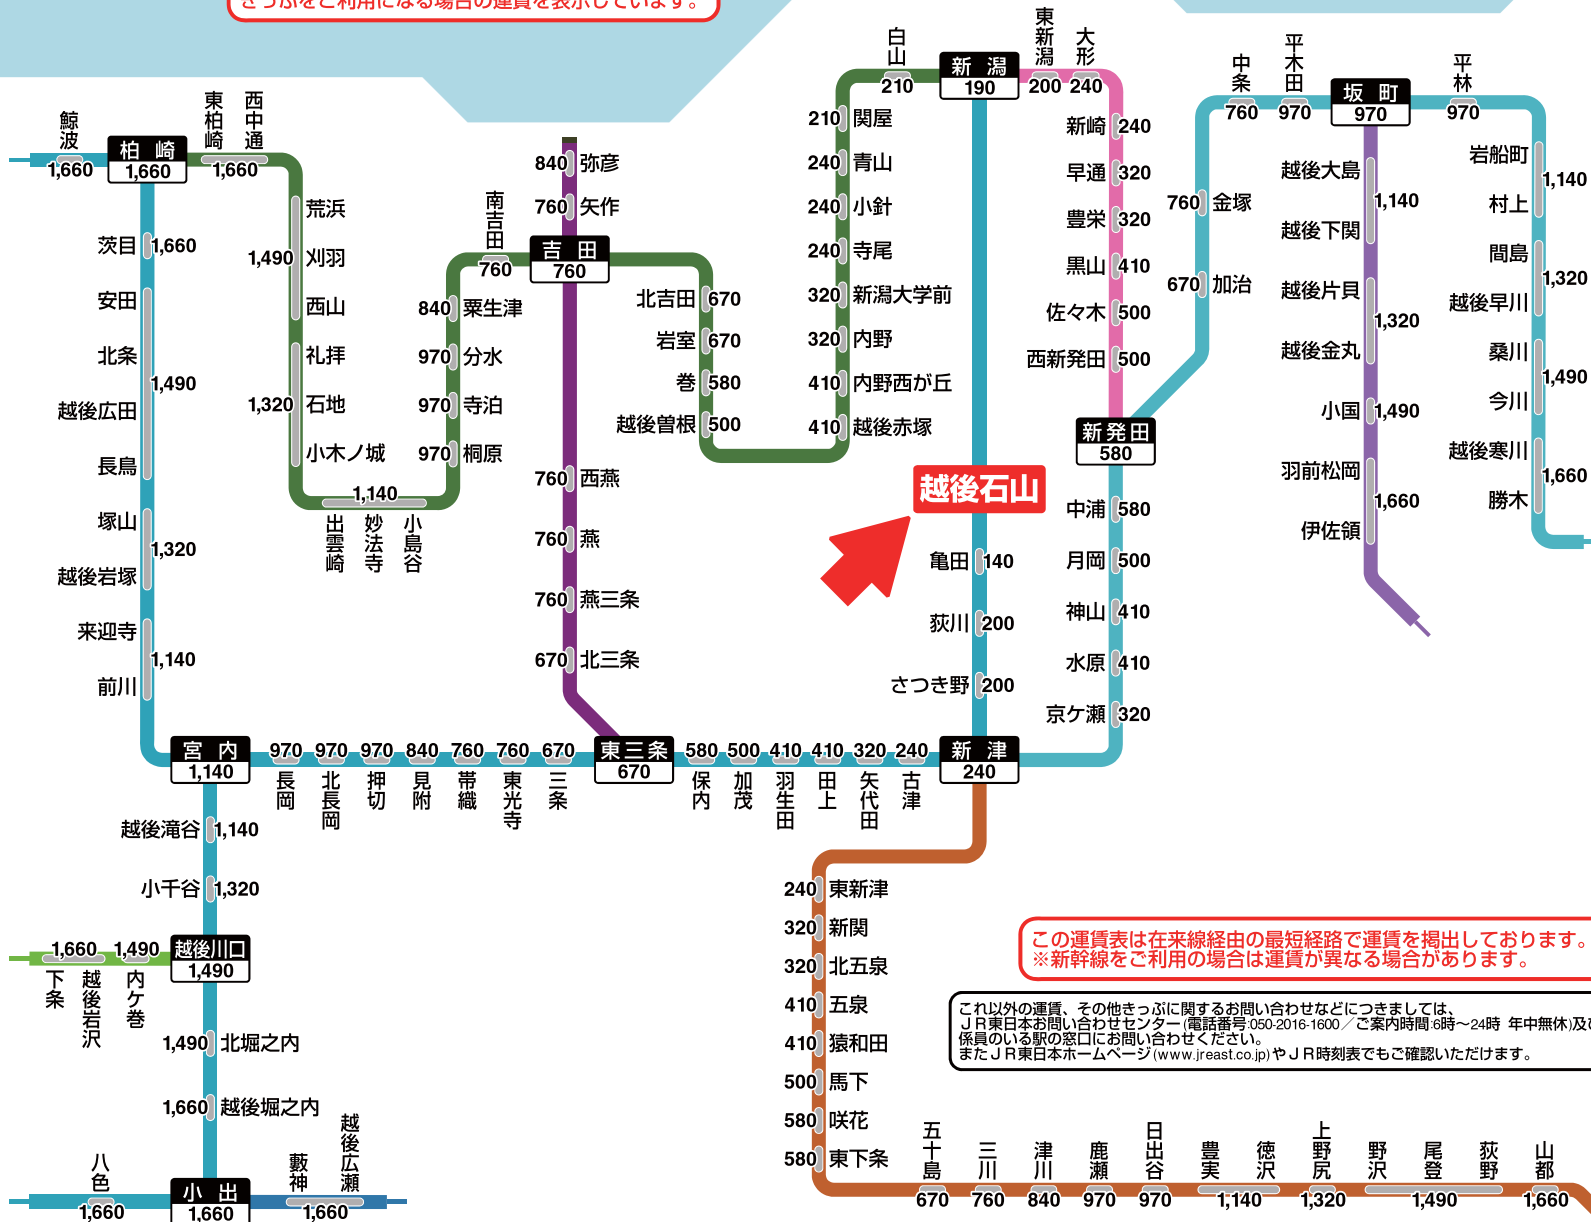 きっぷをご利用になる場合の運賃を表示しています。
鯨波
1,660
柏崎
1,660
東柏崎
西中通
1,660
荒浜
1,490 刈羽
西山
礼拝
1,320 石地
小木ノ城
1,140
出雲崎
妙法寺
小島谷
茨目 1,660
安田
北条
1,490
越後広田
長鳥
塚山
1,320
越後岩塚
来迎寺
1,140
前川
宮内
1,140
南吉田
760
840 粟生津
970 分水
970 寺泊
970 桐原
840 弥彦
760 矢作
吉田
760
760 西燕
760 燕
760 燕三条
670 北三条
北吉田 670
岩室 670
巻 580
越後曽根 500
白山
210
210 関屋
240 青山
240 小針
240 寺尾
320 新潟大学前
320 内野
410 内野西が丘
410 越後赤塚
新潟
190
越後石山
亀田 140
荻川 200
さつき野 200
新津
240
東新潟
200
大形
240
新崎 240
早通 320
豊栄 320
黒山 410
佐々木 500
西新発田 500
新発田
580
中浦 580
月岡 500
神山 410
水原 410
京ケ瀬 320
中条
760
平木田
970
坂町
970
平林
970
760 金塚
670 加治
越後大島
1,140
越後下関
越後片貝
1,320
越後金丸
小国 1,490
羽前松岡
1,660
伊佐領
岩船町
1,140
村上
間島
1,320
越後早川
桑川
1,490
今川
越後寒川
1,660
勝木
970
長岡
970
北長岡
970
押切
840
見附
760
帯織
760
東光寺
670
三条
東三条
670
580
保内
500
加茂
410
羽生田
410
田上
320
矢代田
240
古津
越後滝谷 1,140
小千谷 1,320
1,660
1,490
越後川口
1,490
下条
越後岩沢
内ケ巻
1,490 北堀之内
1,660 越後堀之内
八色
1,660
小出
1,660
藪神
越後広瀬
1,660
240 東新津
320 新関
320 北五泉
410 五泉
410 猿和田
500 馬下
580 咲花
580 東下条
五十島
670
三川
760
津川
840
鹿瀬
970
日出谷
970
豊実
徳沢
1,140
上野尻
1,320
野沢
尾登
荻野
1,490
山都
1,660
この運賃表は在来線経由の最短経路で運賃を掲出しております。
※新幹線をご利用の場合は運賃が異なる場合があります。
これ以外の運賃、その他きっぷに関するお問い合わせなどにつきましては、
ＪＲ東日本お問い合わせセンター(電話番号:050-2016-1600／ご案内時間:6時～24時 年中無休)及び
係員のいる駅の窓口にお問い合わせください。
またＪＲ東日本ホームページ(www.jreast.co.jp)やＪＲ時刻表でもご確認いただけます。